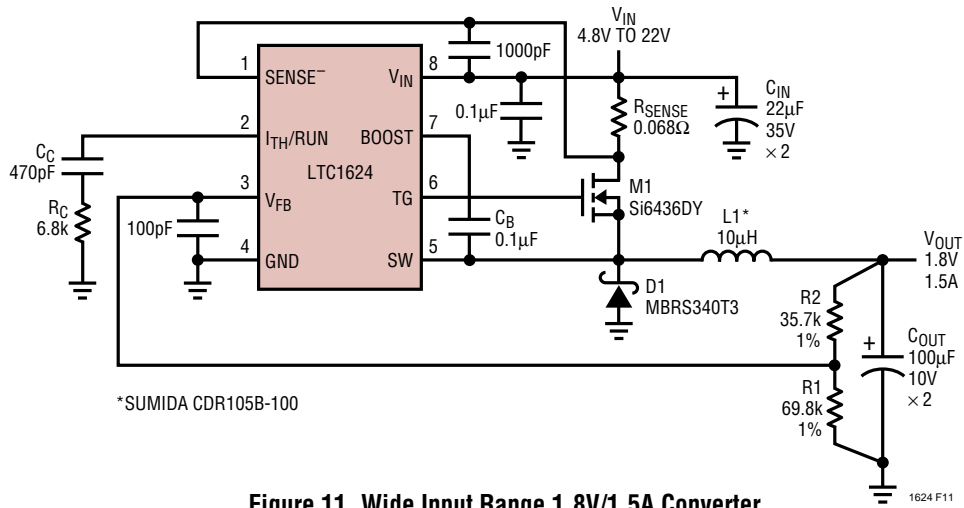 V_IN
4.8V TO 22V
1000pF
1
SENSE⁻
V_IN
8
C_IN
22µF
35V
× 2
+
R_SENSE
0.068Ω
0.1µF
2
I_TH/RUN
BOOST
7
C_C
470pF
LTC1624
M1
Si6436DY
3
V_FB
TG
6
R_C
6.8k
100pF
C_B
0.1µF
L1*
10µH
4
GND
SW
5
V_OUT
1.8V
1.5A
D1
MBRS340T3
R2
35.7k
1%
+
C_OUT
100µF
10V
× 2
R1
69.8k
1%
*SUMIDA CDR105B-100
1624 F11
Figure 11. Wide Input Range 1.8V/1.5A Converter